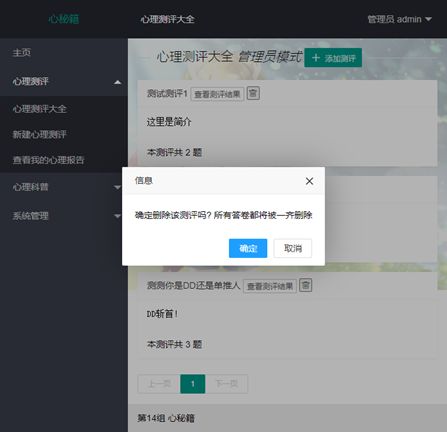 心秘籍
心理测评大全
管理员 admin
主页
心理测评
心理测评大全
新建心理测评
查看我的心理报告
心理科普
系统管理
心理测评大全 管理员模式 添加测评
测试测评1 查看测评结果
这里是简介
本测评共 2 题
信息
确定删除该测评吗? 所有答卷都将被一齐删除
确定 取消
测测你是DD还是单推人 查看测评结果
DD斩首！
本测评共 3 题
上一页 1 下一页
第14组 心秘籍